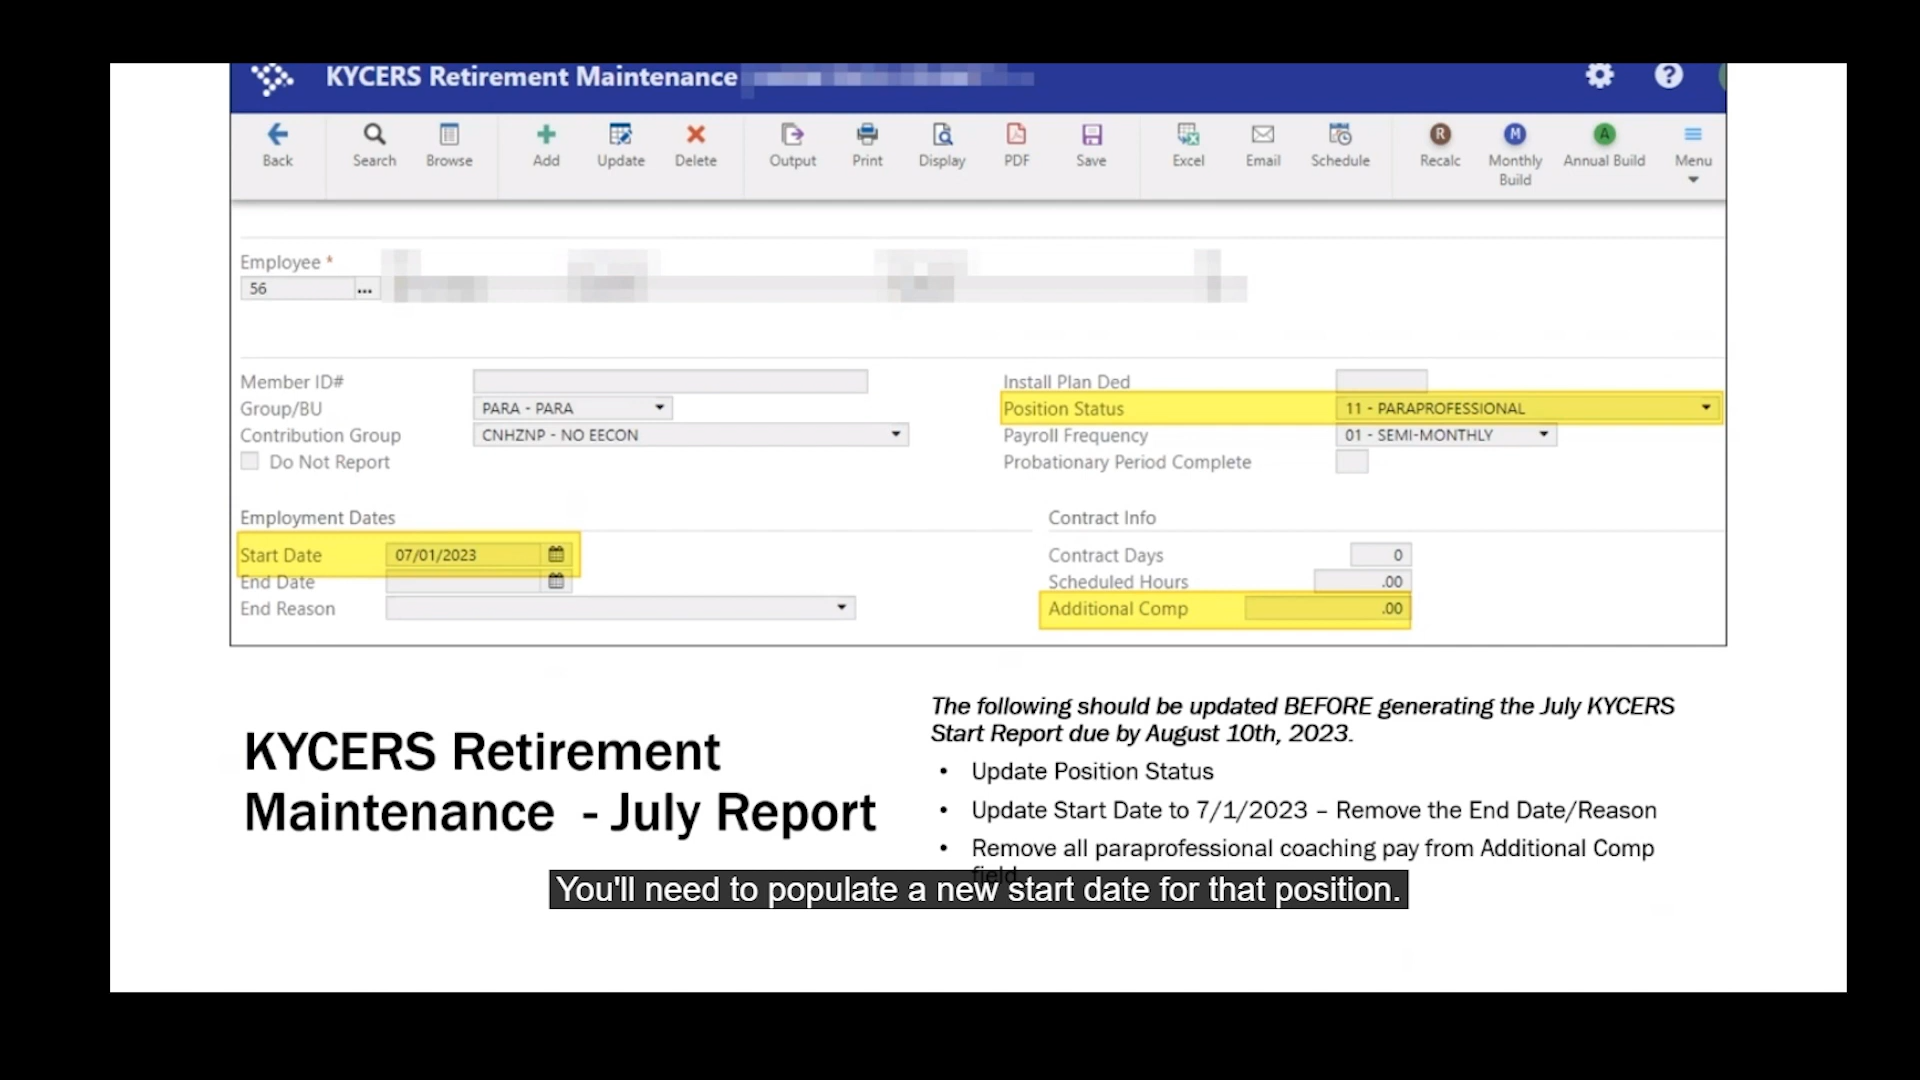 KYCERS Retirement Maintenance
Back
Search
Browse
Add
Update
Delete
Output
Print
Display
PDF
Save
Excel
Email
Schedule
R
Recalc
M
Monthly
Build
A
Annual Build
Menu
Employee *
56 ...
Member ID#
Group/BU PARA - PARA
Contribution Group CNHZNP - NO EECON
Do Not Report
Install Plan Ded
Position Status 11 - PARAPROFESSIONAL
Payroll Frequency 01 - SEMI-MONTHLY
Probationary Period Complete
Employment Dates
Start Date 07/01/2023
End Date
End Reason
Contract Info
Contract Days 0
Scheduled Hours .00
Additional Comp .00
KYCERS Retirement
Maintenance - July Report
The following should be updated BEFORE generating the July KYCERS
Start Report due by August 10th, 2023.
• Update Position Status
• Update Start Date to 7/1/2023 – Remove the End Date/Reason
• Remove all paraprofessional coaching pay from Additional Comp
field
You'll need to populate a new start date for that position.